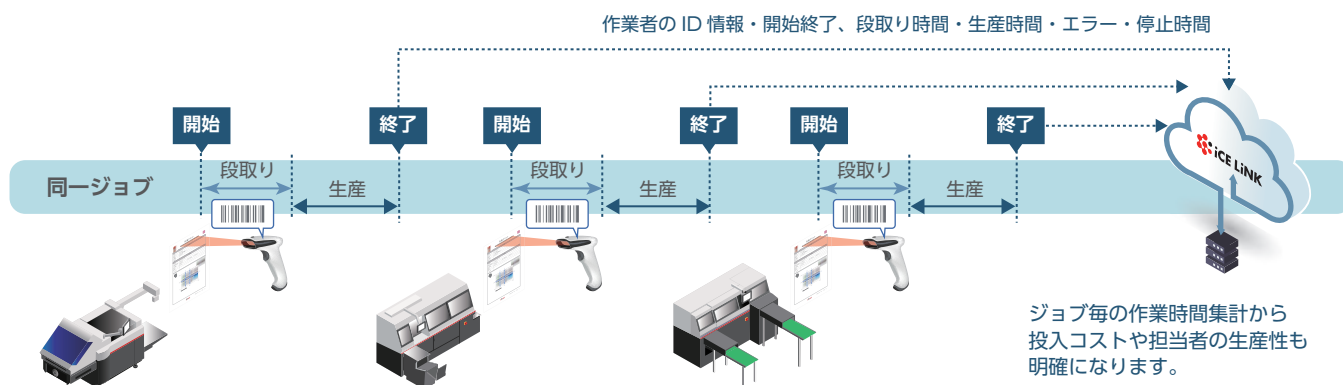 作業者の ID 情報・開始終了、段取り時間・生産時間・エラー・停止時間
開始
終了
開始
終了
開始
終了
同一ジョブ
段取り
生産
段取り
生産
段取り
生産
iCE LiNK
ジョブ毎の作業時間集計から
投入コストや担当者の生産性も
明確になります。